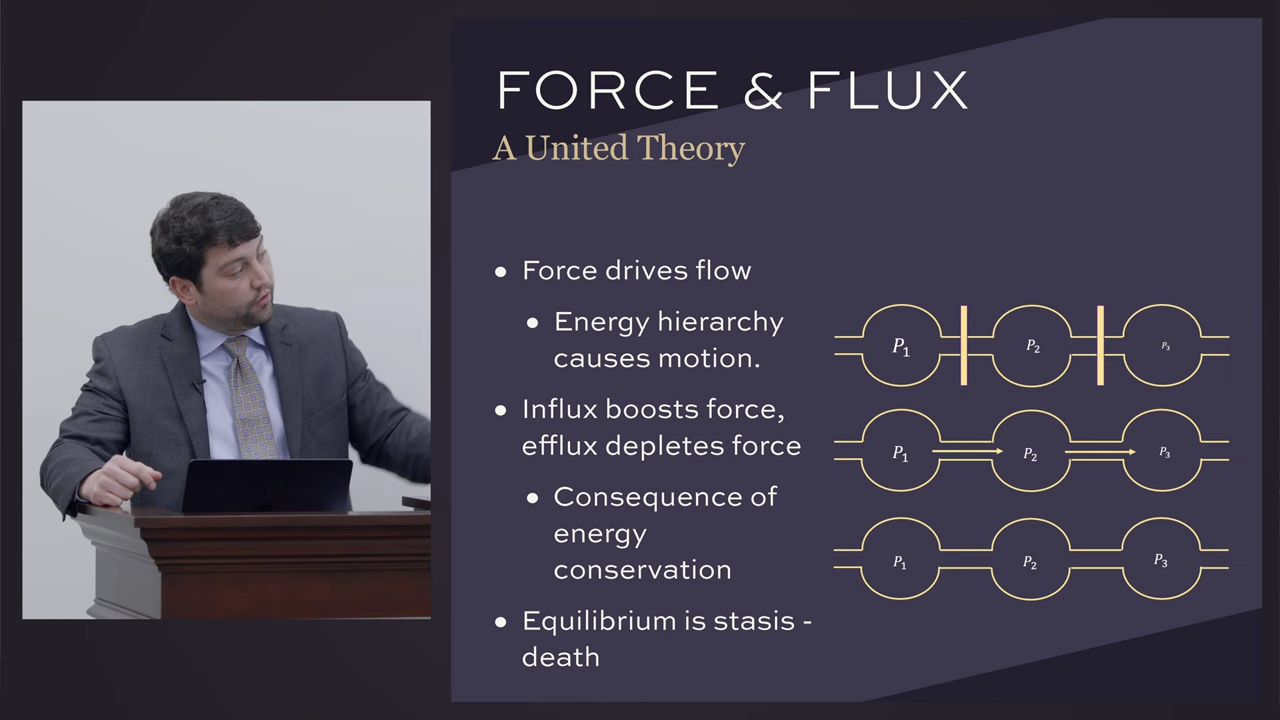 FORCE & FLUX
A United Theory
● Force drives flow
● Energy hierarchy
causes motion.
● Influx boosts force,
efflux depletes force
● Consequence of
energy
conservation
● Equilibrium is stasis -
death
P₁ P₂ P₃
P₁ P₂ P₃
P₁ P₂ P₃